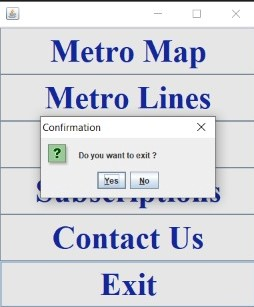 Metro Map
Metro Lines
Confirmation
?
Do you want to exit ?
Yes
No
Subscriptions
Contact Us
Exit